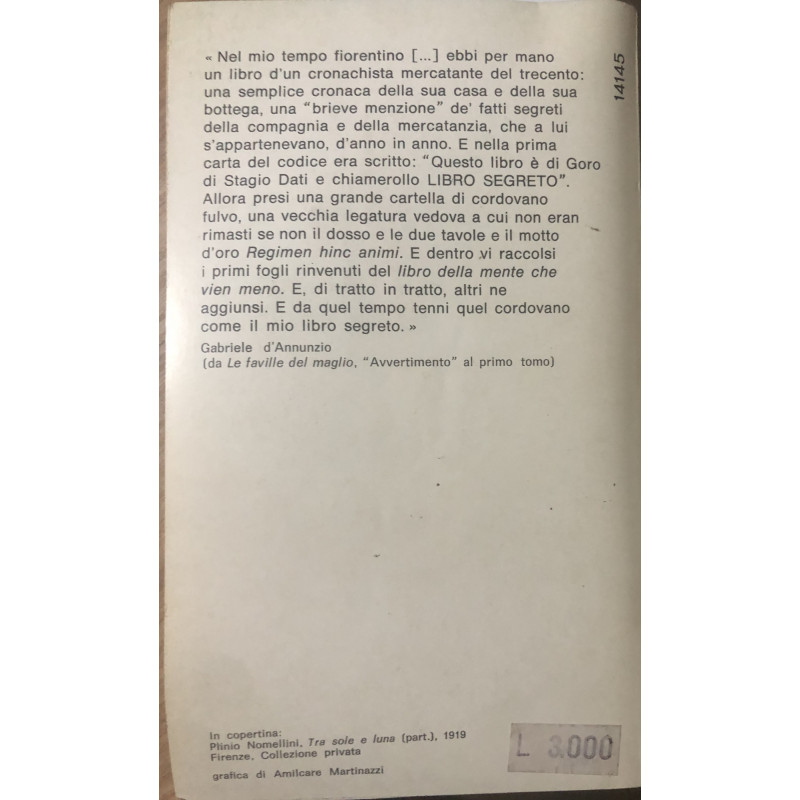 « Nel mio tempo fiorentino [...] ebbi per mano
un libro d'un cronachista mercatante del trecento:
una semplice cronaca della sua casa e della sua
bottega, una "brieve menzione" de' fatti segreti
della compagnia e della mercatanzia, che a lui
s'appartenevano, d'anno in anno. E nella prima
carta del codice era scritto: "Questo libro è di Goro
di Stagio Dati e chiamerollo LIBRO SEGRETO".
Allora presi una grande cartella di cordovano
fulvo, una vecchia legatura vedova a cui non eran
rimasti se non il dosso e le due tavole e il motto
d'oro Regimen hinc animi. E dentro vi raccolsi
i primi fogli rinvenuti del libro della mente che
vien meno. E, di tratto in tratto, altri ne
aggiunsi. E da quel tempo tenni quel cordovano
come il mio libro segreto. »
Gabriele d'Annunzio
(da Le faville del maglio, "Avvertimento" al primo tomo)
14145
In copertina:
Plinio Nomellini, Tra sole e luna (part.), 1919
Firenze, Collezione privata
grafica di Amilcare Martinazzi
L 3.000